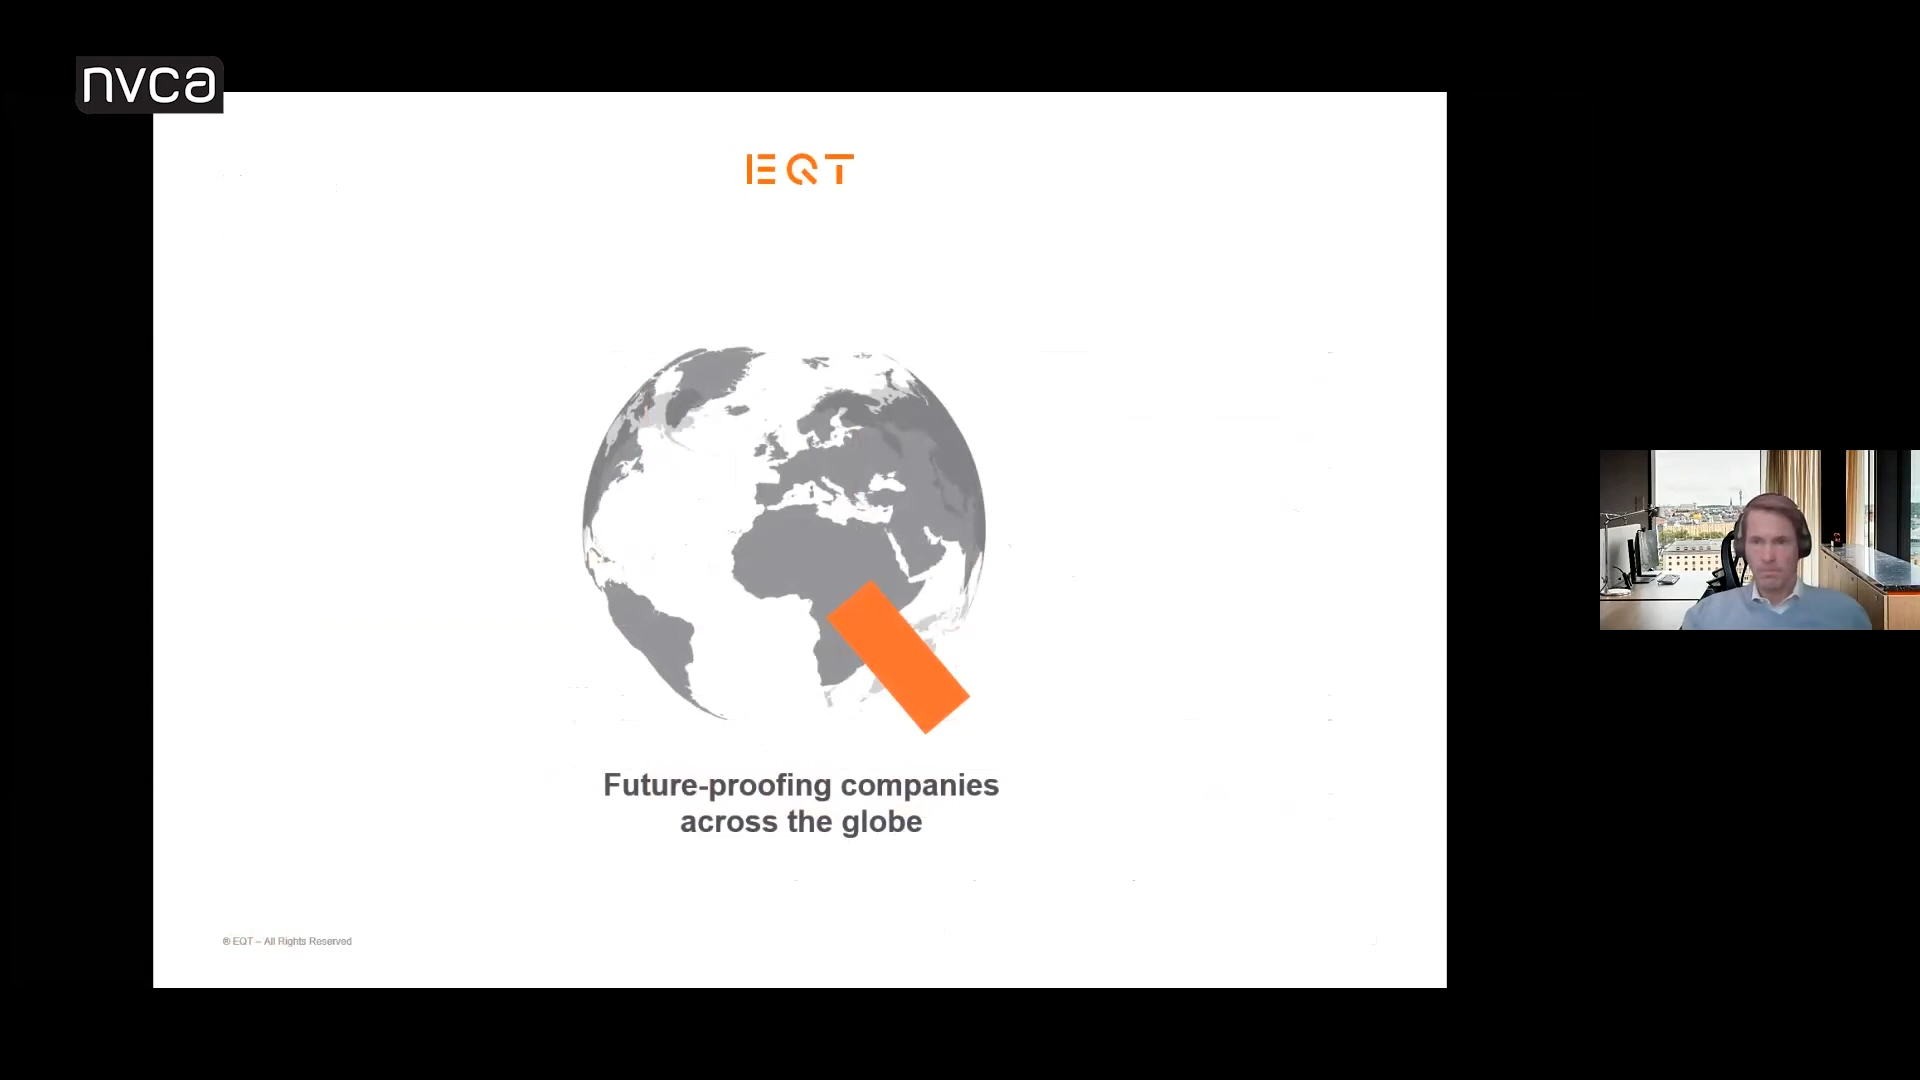 nvca
EQT
Future-proofing companies
across the globe
® EQT – All Rights Reserved